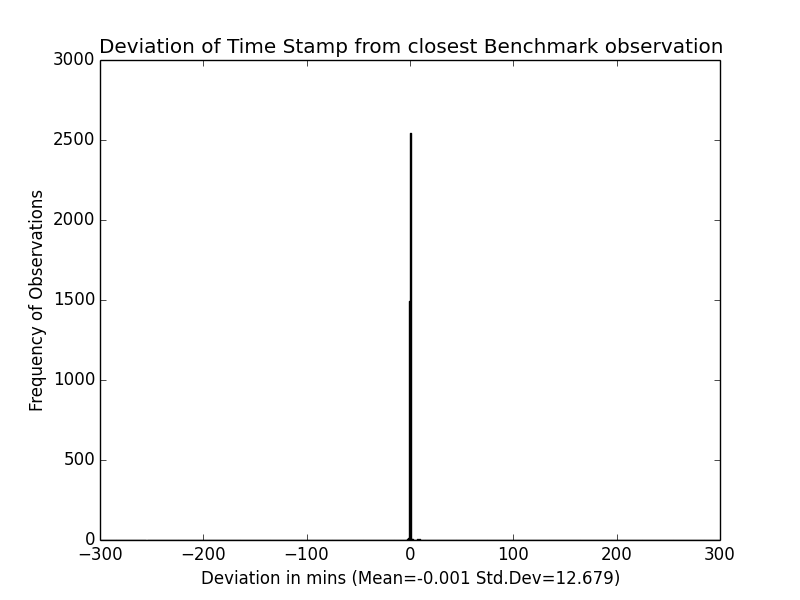 Deviation of Time Stamp from closest Benchmark observation
3000
2500
2000
1500
1000
500
0
Frequency of Observations
−300 −200 −100 0 100 200 300
Deviation in mins (Mean=-0.001 Std.Dev=12.679)